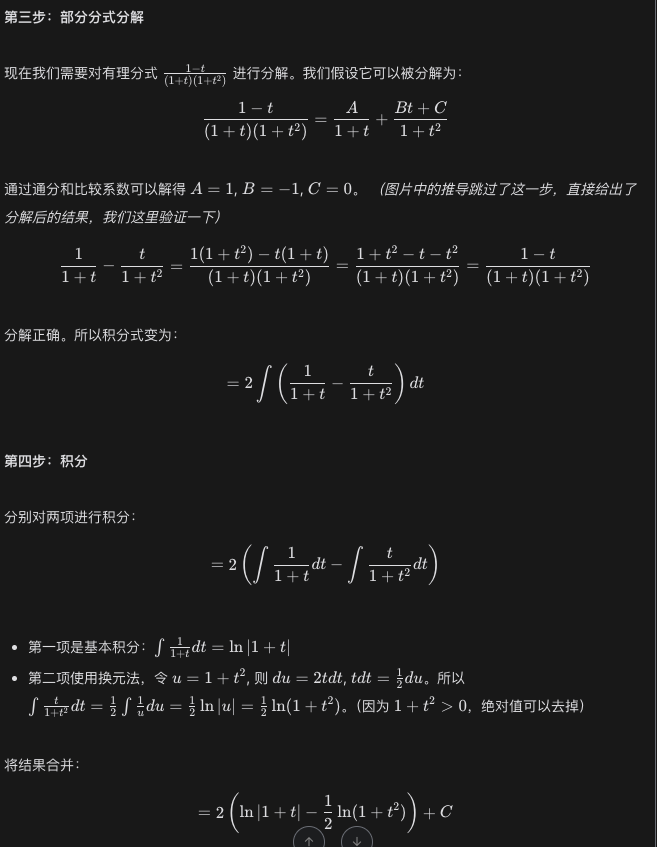 第三步：部分分式分解
现在我们需要对有理分式 $\frac{1-t}{(1+t)(1+t^2)}$ 进行分解。我们假设它可以被分解为：
$$\frac{1-t}{(1+t)(1+t^2)} = \frac{A}{1+t} + \frac{Bt+C}{1+t^2}$$
通过通分和比较系数可以解得 $A = 1, B = -1, C = 0$。 （图片中的推导跳过了这一步，直接给出了
分解后的结果，我们这里验证一下）
$$\frac{1}{1+t} - \frac{t}{1+t^2} = \frac{1(1+t^2)-t(1+t)}{(1+t)(1+t^2)} = \frac{1+t^2-t-t^2}{(1+t)(1+t^2)} = \frac{1-t}{(1+t)(1+t^2)}$$
分解正确。所以积分式变为：
$$= 2\int \left(\frac{1}{1+t} - \frac{t}{1+t^2}\right) dt$$
第四步：积分
分别对两项进行积分：
$$= 2\left(\int \frac{1}{1+t}dt - \int \frac{t}{1+t^2}dt\right)$$
• 第一项是基本积分：$\int \frac{1}{1+t}dt = \ln|1+t|$
• 第二项使用换元法，令 $u = 1+t^2$, 则 $du = 2tdt$, $tdt = \frac{1}{2}du$。所以
$\int \frac{t}{1+t^2}dt = \frac{1}{2}\int \frac{1}{u}du = \frac{1}{2}\ln|u| = \frac{1}{2}\ln(1+t^2)$。（因为 $1+t^2 > 0$，绝对值可以去掉）
将结果合并：
$$= 2\left(\ln|1+t| - \frac{1}{2}\ln(1+t^2)\right) + C$$